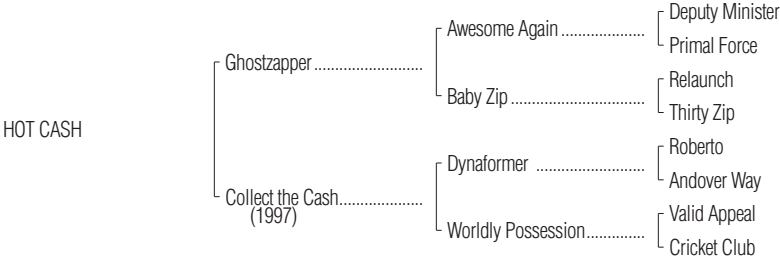 Deputy Minister
Awesome Again ....................
Primal Force
Ghostzapper ..........................
Relaunch
Baby Zip ................................
Thirty Zip
HOT CASH
Roberto
Dynaformer ..........................
Andover Way
Collect the Cash....................
(1997)
Valid Appeal
Worldly Possession..............
Cricket Club